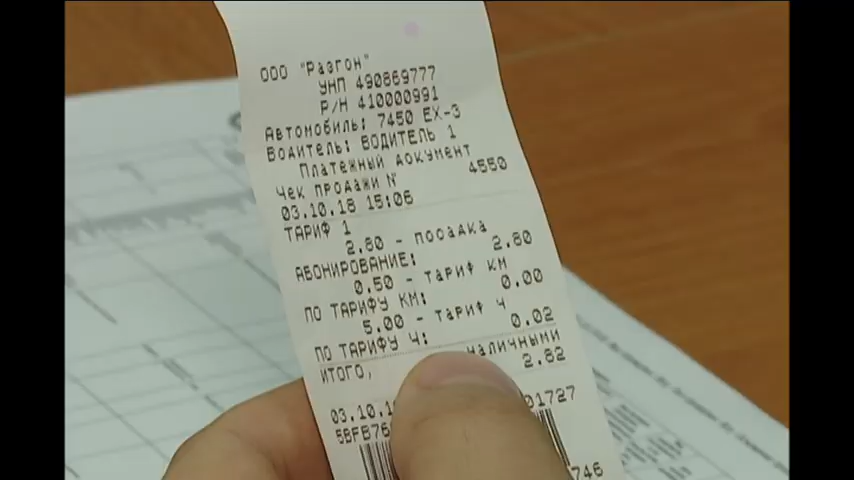 ООО "Разгон"
УНП 490869777
Р/Н 410000991
Автомобиль: 7450 ЕХ-3
Водитель: ВОДИТЕЛЬ 1
Платежный документ
Чек продажи N 4550
03.10.18 15:06
ТАРИФ 1
2.80 - посадка
АБОНИРОВАНИЕ: 2.80
0.50 - тариф км
ПО ТАРИФУ КМ: 0.00
5.00 - тариф ч
ПО ТАРИФУ Ч: 0.02
ИТОГО, наличными
2.82
03.10.1 01727
5BFB76
746